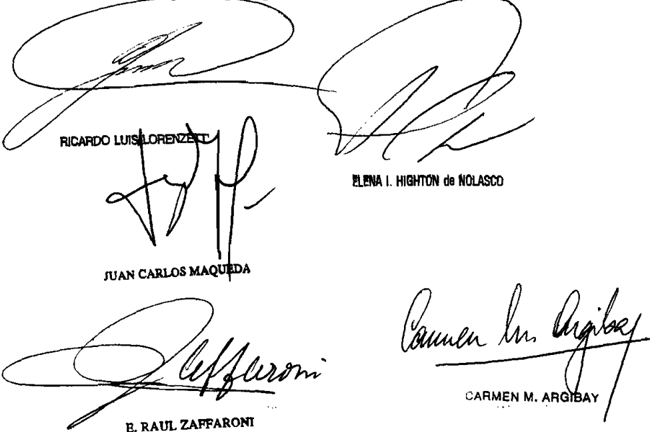 RICARDO LUIS LORENZETTI
ELENA I. HIGHTON de NOLASCO
JUAN CARLOS MAQUEDA
Zaffaroni
E. RAUL ZAFFARONI
Carmen M. Argibay
CARMEN M. ARGIBAY